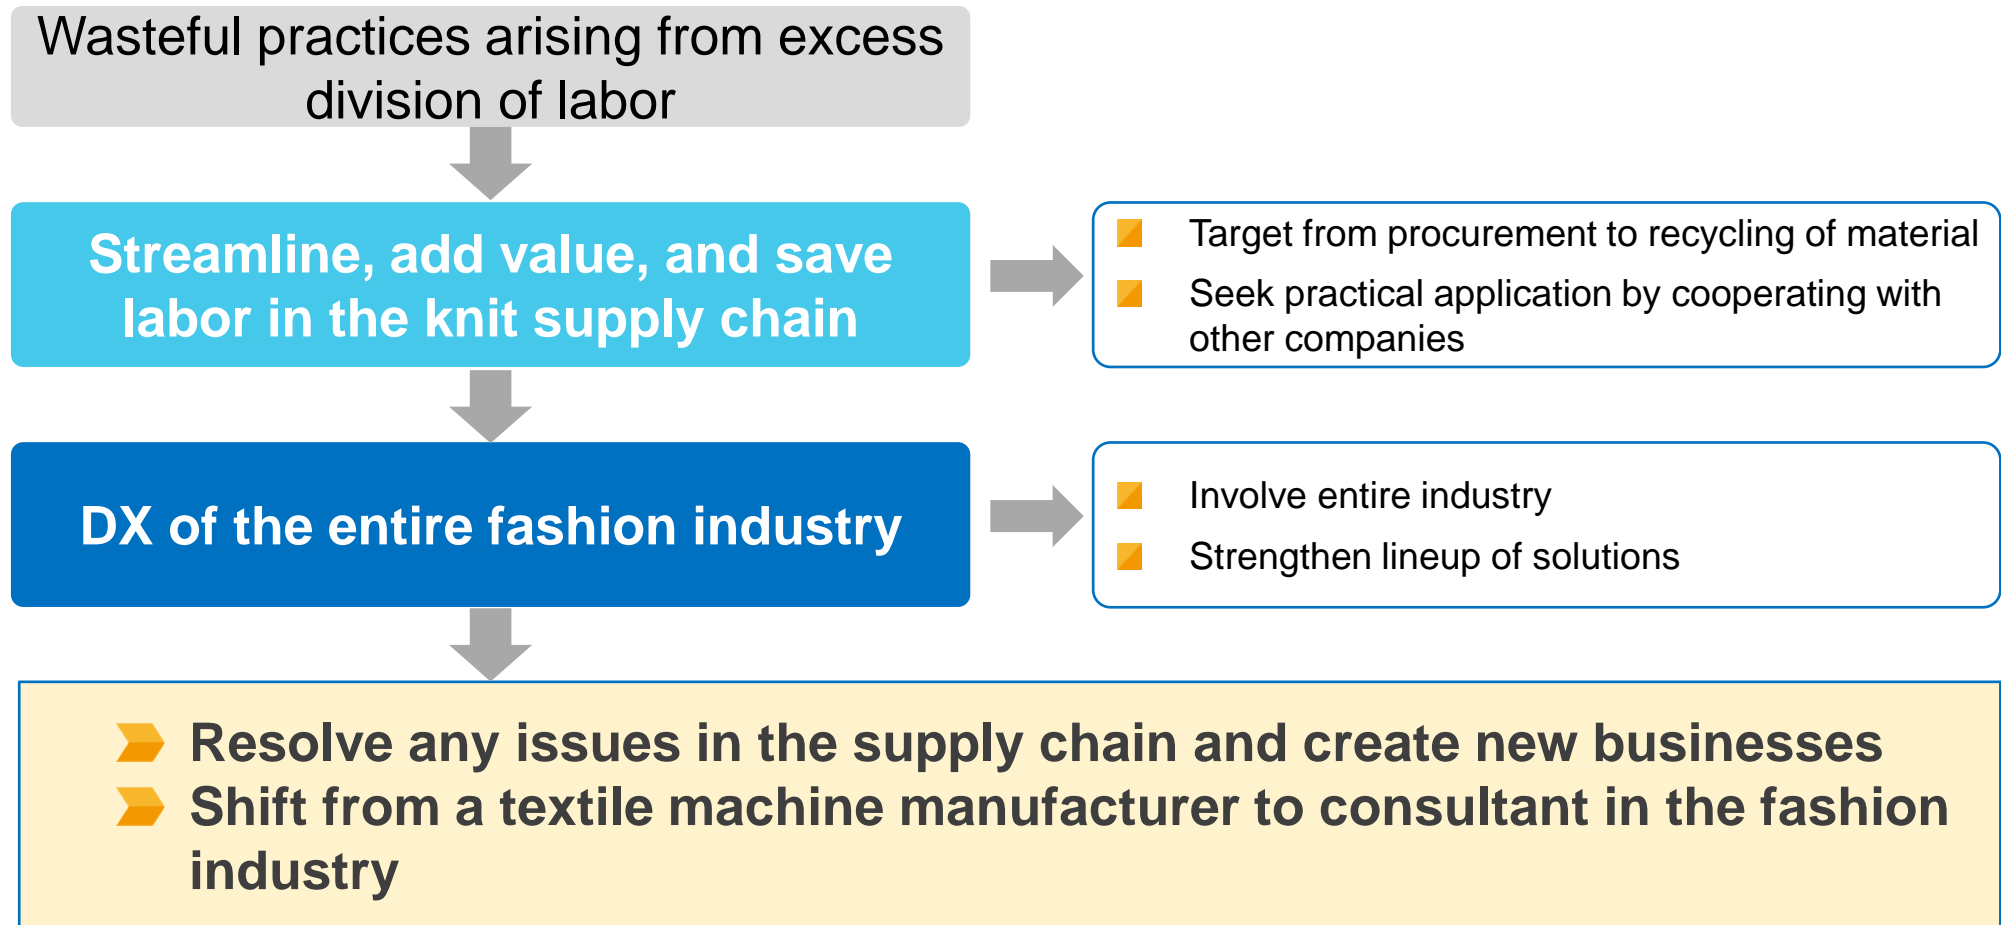 Wasteful practices arising from excess
division of labor
Streamline, add value, and save
labor in the knit supply chain
Target from procurement to recycling of material
Seek practical application by cooperating with
other companies
DX of the entire fashion industry
Involve entire industry
Strengthen lineup of solutions
Resolve any issues in the supply chain and create new businesses
Shift from a textile machine manufacturer to consultant in the fashion
industry